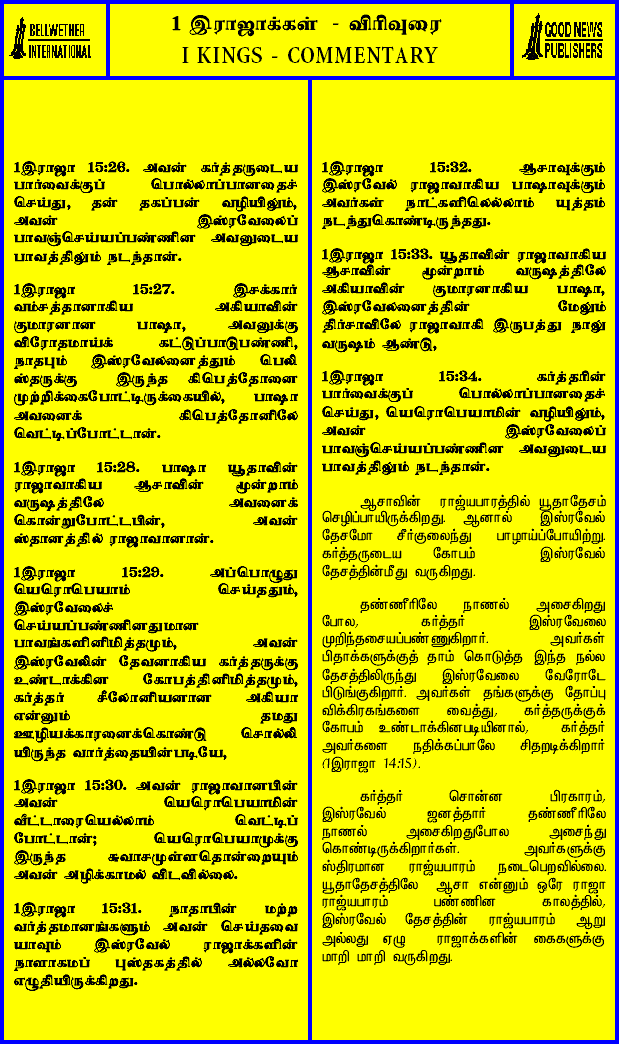 BELLWETHER
INTERNATIONAL
1 இராஜாக்கள் - விரிவுரை
I KINGS - COMMENTARY
GOOD NEWS
PUBLISHERS
1இராஜா 15:26. அவன் கர்த்தருடைய
பார்வைக்குப் பொல்லாப்பானதைச்
செய்து, தன் தகப்பன் வழியிலும்,
அவன் இஸ்ரவேலைப்
பாவஞ்செய்யப்பண்ணின அவனுடைய
பாவத்திலும் நடந்தான்.
1இராஜா 15:27. இசக்கார்
வம்சத்தானாகிய அகியாவின்
குமாரனான பாஷா, அவனுக்கு
விரோதமாய்க் கட்டுப்பாடுபண்ணி,
நாதபும் இஸ்ரவேலனைத்தும் பெலி
ஸ்தருக்கு இருந்த கிபெத்தோனை
முற்றிக்கைபோட்டிருக்கையில், பாஷா
அவனைக் கிபெத்தோனிலே
வெட்டிப்போட்டான்.
1இராஜா 15:28. பாஷா யூதாவின்
ராஜாவாகிய ஆசாவின் மூன்றாம்
வருஷத்திலே அவனைக்
கொன்றுபோட்டபின், அவன்
ஸ்தானத்தில் ராஜாவானான்.
1இராஜா 15:29. அப்பொழுது
யெரொபெயாம் செய்ததும்,
இஸ்ரவேலைச்
செய்யப்பண்ணினதுமான
பாவங்களினிமித்தமும், அவன்
இஸ்ரவேலின் தேவனாகிய கர்த்தருக்கு
உண்டாக்கின கோபத்தினிமித்தமும்,
கர்த்தர் சீலோனியனான அகியா
என்னும் தமது
ஊழியக்காரனைக்கொண்டு சொல்லி
யிருந்த வார்த்தையின்படியே,
1இராஜா 15:30. அவன் ராஜாவானபின்
அவன் யெரொபெயாமின்
வீட்டாரையெல்லாம் வெட்டிப்
போட்டான்; யெரொபெயாமுக்கு
இருந்த சுவாசமுள்ளதொன்றையும்
அவன் அழிக்காமல் விடவில்லை.
1இராஜா 15:31. நாதாபின் மற்ற
வர்த்தமானங்களும் அவன் செய்தவை
யாவும் இஸ்ரவேல் ராஜாக்களின்
நாளாகமப் புஸ்தகத்தில் அல்லவோ
எழுதியிருக்கிறது.
1இராஜா 15:32. ஆசாவுக்கும்
இஸ்ரவேல் ராஜாவாகிய பாஷாவுக்கும்
அவர்கள் நாட்களிலெல்லாம் யுத்தம்
நடந்துகொண்டிருந்தது.
1இராஜா 15:33. யூதாவின் ராஜாவாகிய
ஆசாவின் மூன்றாம் வருஷத்திலே
அகியாவின் குமாரனாகிய பாஷா,
இஸ்ரவேலனைத்தின் மேலும்
திர்சாவிலே ராஜாவாகி இருபத்து நாலு
வருஷம் ஆண்டு,
1இராஜா 15:34. கர்த்தரின்
பார்வைக்குப் பொல்லாப்பானதைச்
செய்து, யெரொபெயாமின் வழியிலும்,
அவன் இஸ்ரவேலைப்
பாவஞ்செய்யப்பண்ணின அவனுடைய
பாவத்திலும் நடந்தான்.
ஆசாவின் ராஜ்யபாரத்தில் யூதாதேசம்
செழிப்பாயிருக்கிறது. ஆனால் இஸ்ரவேல்
தேசமோ சீர்குலைந்து பாழாய்ப்போயிற்று.
கர்த்தருடைய கோபம் இஸ்ரவேல்
தேசத்தின்மீது வருகிறது.
தண்ணீரிலே நாணல் அசைகிறது
போல, கர்த்தர் இஸ்ரவேலை
முறிந்தசையப்பண்ணுகிறார். அவர்கள்
பிதாக்களுக்குத் தாம் கொடுத்த இந்த நல்ல
தேசத்திலிருந்து இஸ்ரவேலை வேரோடே
பிடுங்குகிறார். அவர்கள் தங்களுக்கு தோப்பு
விக்கிரகங்களை வைத்து, கர்த்தருக்குக்
கோபம் உண்டாக்கினபடியினால், கர்த்தர்
அவர்களை நதிக்கப்பாலே சிதறடிக்கிறார்
(1இராஜா 14:15).
கர்த்தர் சொன்ன பிரகாரம்,
இஸ்ரவேல் ஜனத்தார் தண்ணீரிலே
நாணல் அசைகிறதுபோல அசைந்து
கொண்டிருக்கிறார்கள். அவர்களுக்கு
ஸ்திரமான ராஜ்யபாரம் நடைபெறவில்லை.
யூதாதேசத்திலே ஆசா என்னும் ஒரே ராஜா
ராஜ்யபாரம் பண்ணின காலத்தில்,
இஸ்ரவேல் தேசத்தின் ராஜ்யபாரம் ஆறு
அல்லது ஏழு ராஜாக்களின் கைகளுக்கு
மாறி மாறி வருகிறது.